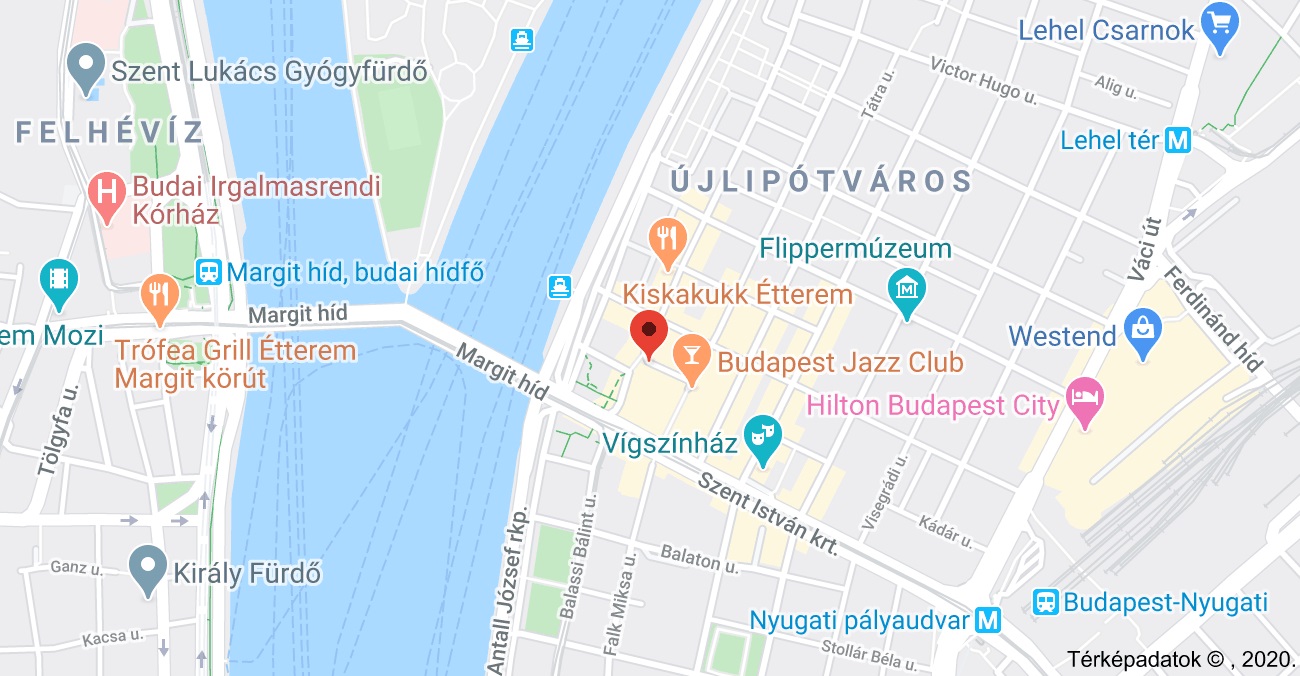 Lehel Csarnok
Szent Lukács Gyógyfürdő
Victor Hugo u.
Alig u.
Tátra u.
FELHÉVÍZ
Lehel tér M
ÚJLIPÓTVÁROS
H
Budai Irgalmasrendi
Kórház
Váci út
Flippermúzeum
Margit híd, budai hídfő
Kiskakukk Étterem
Ferdinánd híd
Margit híd
em Mozi
Westend
Trófea Grill Étterem
Margit körút
Margit híd
Budapest Jazz Club
Hilton Budapest City
Tölgyfa u.
Vígszínház
Szent István krt.
Visegrádi u.
Kádár u.
Antall József rkp.
Balassi Bálint u.
Falk Miksa u.
Balaton u.
Ganz u.
Király Fürdő
Budapest-Nyugati
Nyugati pályaudvar M
Kacsa u.
Stollár Béla u.
Térképadatok © , 2020.